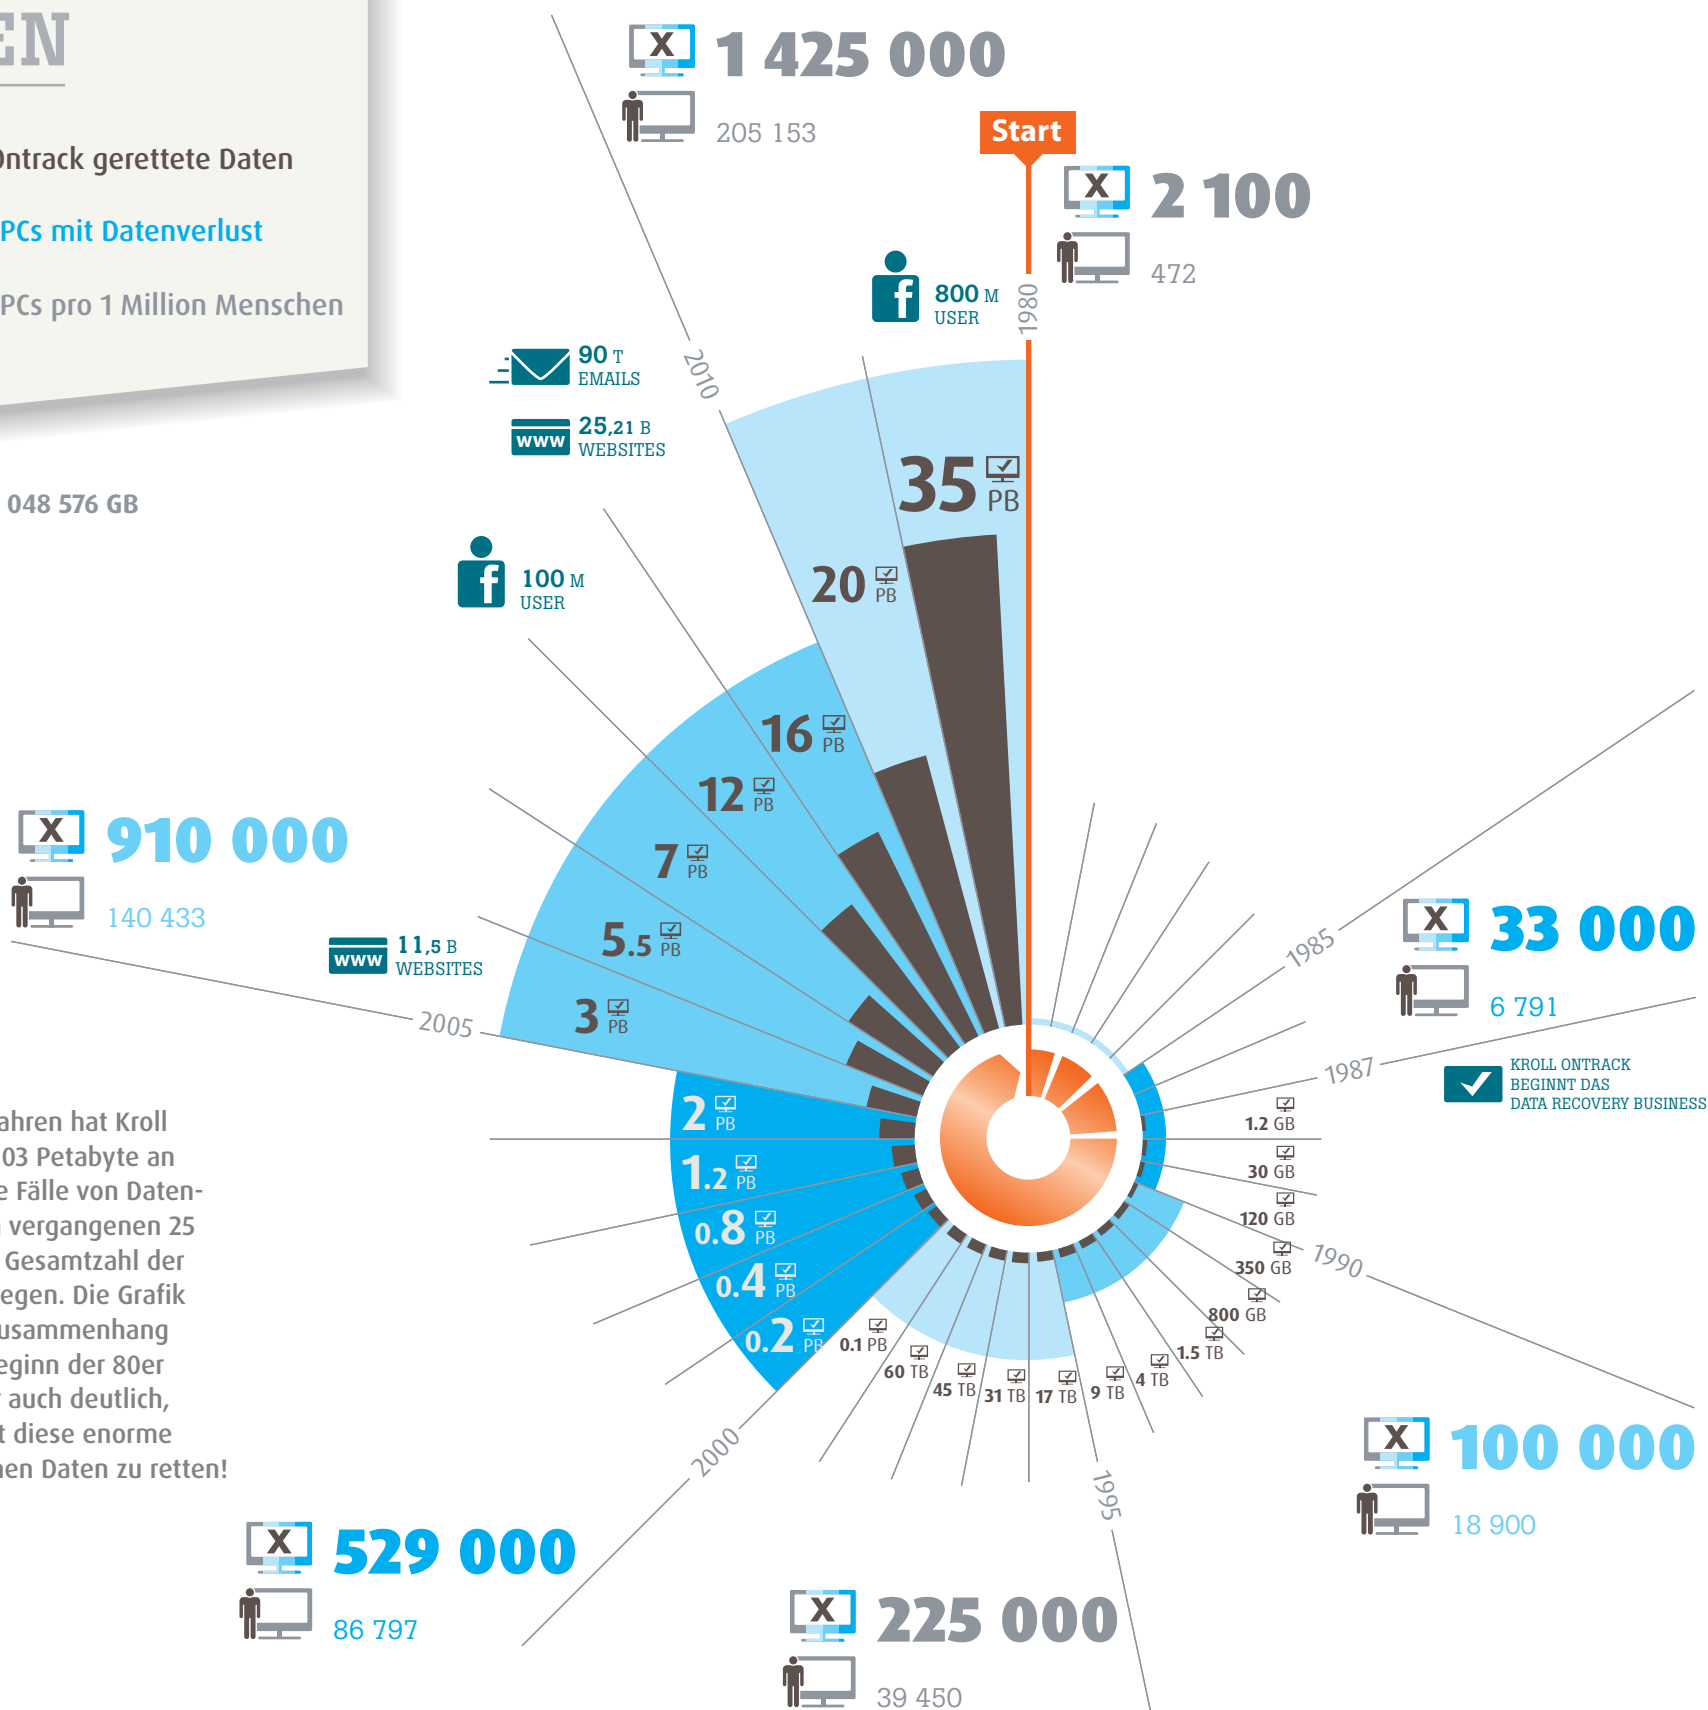 EN
Ontrack gerettete Daten
PCs mit Datenverlust
PCs pro 1 Million Menschen
048 576 GB
X 1 425 000
205 153
Start
X 2 100
472
1980
f 800 M
USER
90 T
EMAILS
2010
www 25,21 B
WEBSITES
35 PB
20 PB
f 100 M
USER
16 PB
12 PB
7 PB
5.5 PB
3 PB
X 910 000
140 433
www 11,5 B
WEBSITES
2005
1985
X 33 000
6 791
1987
KROLL ONTRACK
BEGINNT DAS
DATA RECOVERY BUSINESS
2 PB
1.2 PB
0.8 PB
0.4 PB
0.2 PB
1.2 GB
30 GB
120 GB
350 GB
800 GB
1.5 TB
4 TB
9 TB
17 TB
31 TB
45 TB
60 TB
0.1 PB
1990
1995
2000
ahren hat Kroll
03 Petabyte an
e Fälle von Daten-
vergangenen 25
Gesamtzahl der
egen. Die Grafik
usammenhang
eginn der 80er
auch deutlich,
t diese enorme
nen Daten zu retten!
X 100 000
18 900
X 529 000
86 797
X 225 000
39 450